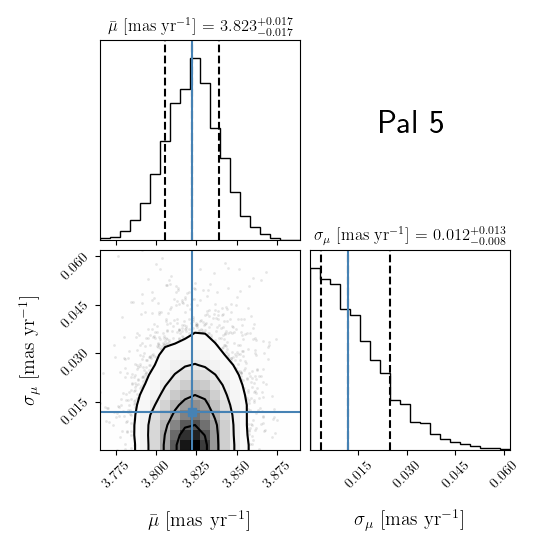 μ̄ [mas yr⁻¹] = 3.823⁺⁰·⁰¹⁷₋₀.₀₁₇
Pal 5
σ_μ [mas yr⁻¹] = 0.012⁺⁰·⁰¹³₋₀.₀₀₈
0.060
0.045
0.030
0.015
σ_μ [mas yr⁻¹]
3.775 3.800 3.825 3.850 3.875
0.015 0.030 0.045 0.060
μ̄ [mas yr⁻¹]
σ_μ [mas yr⁻¹]